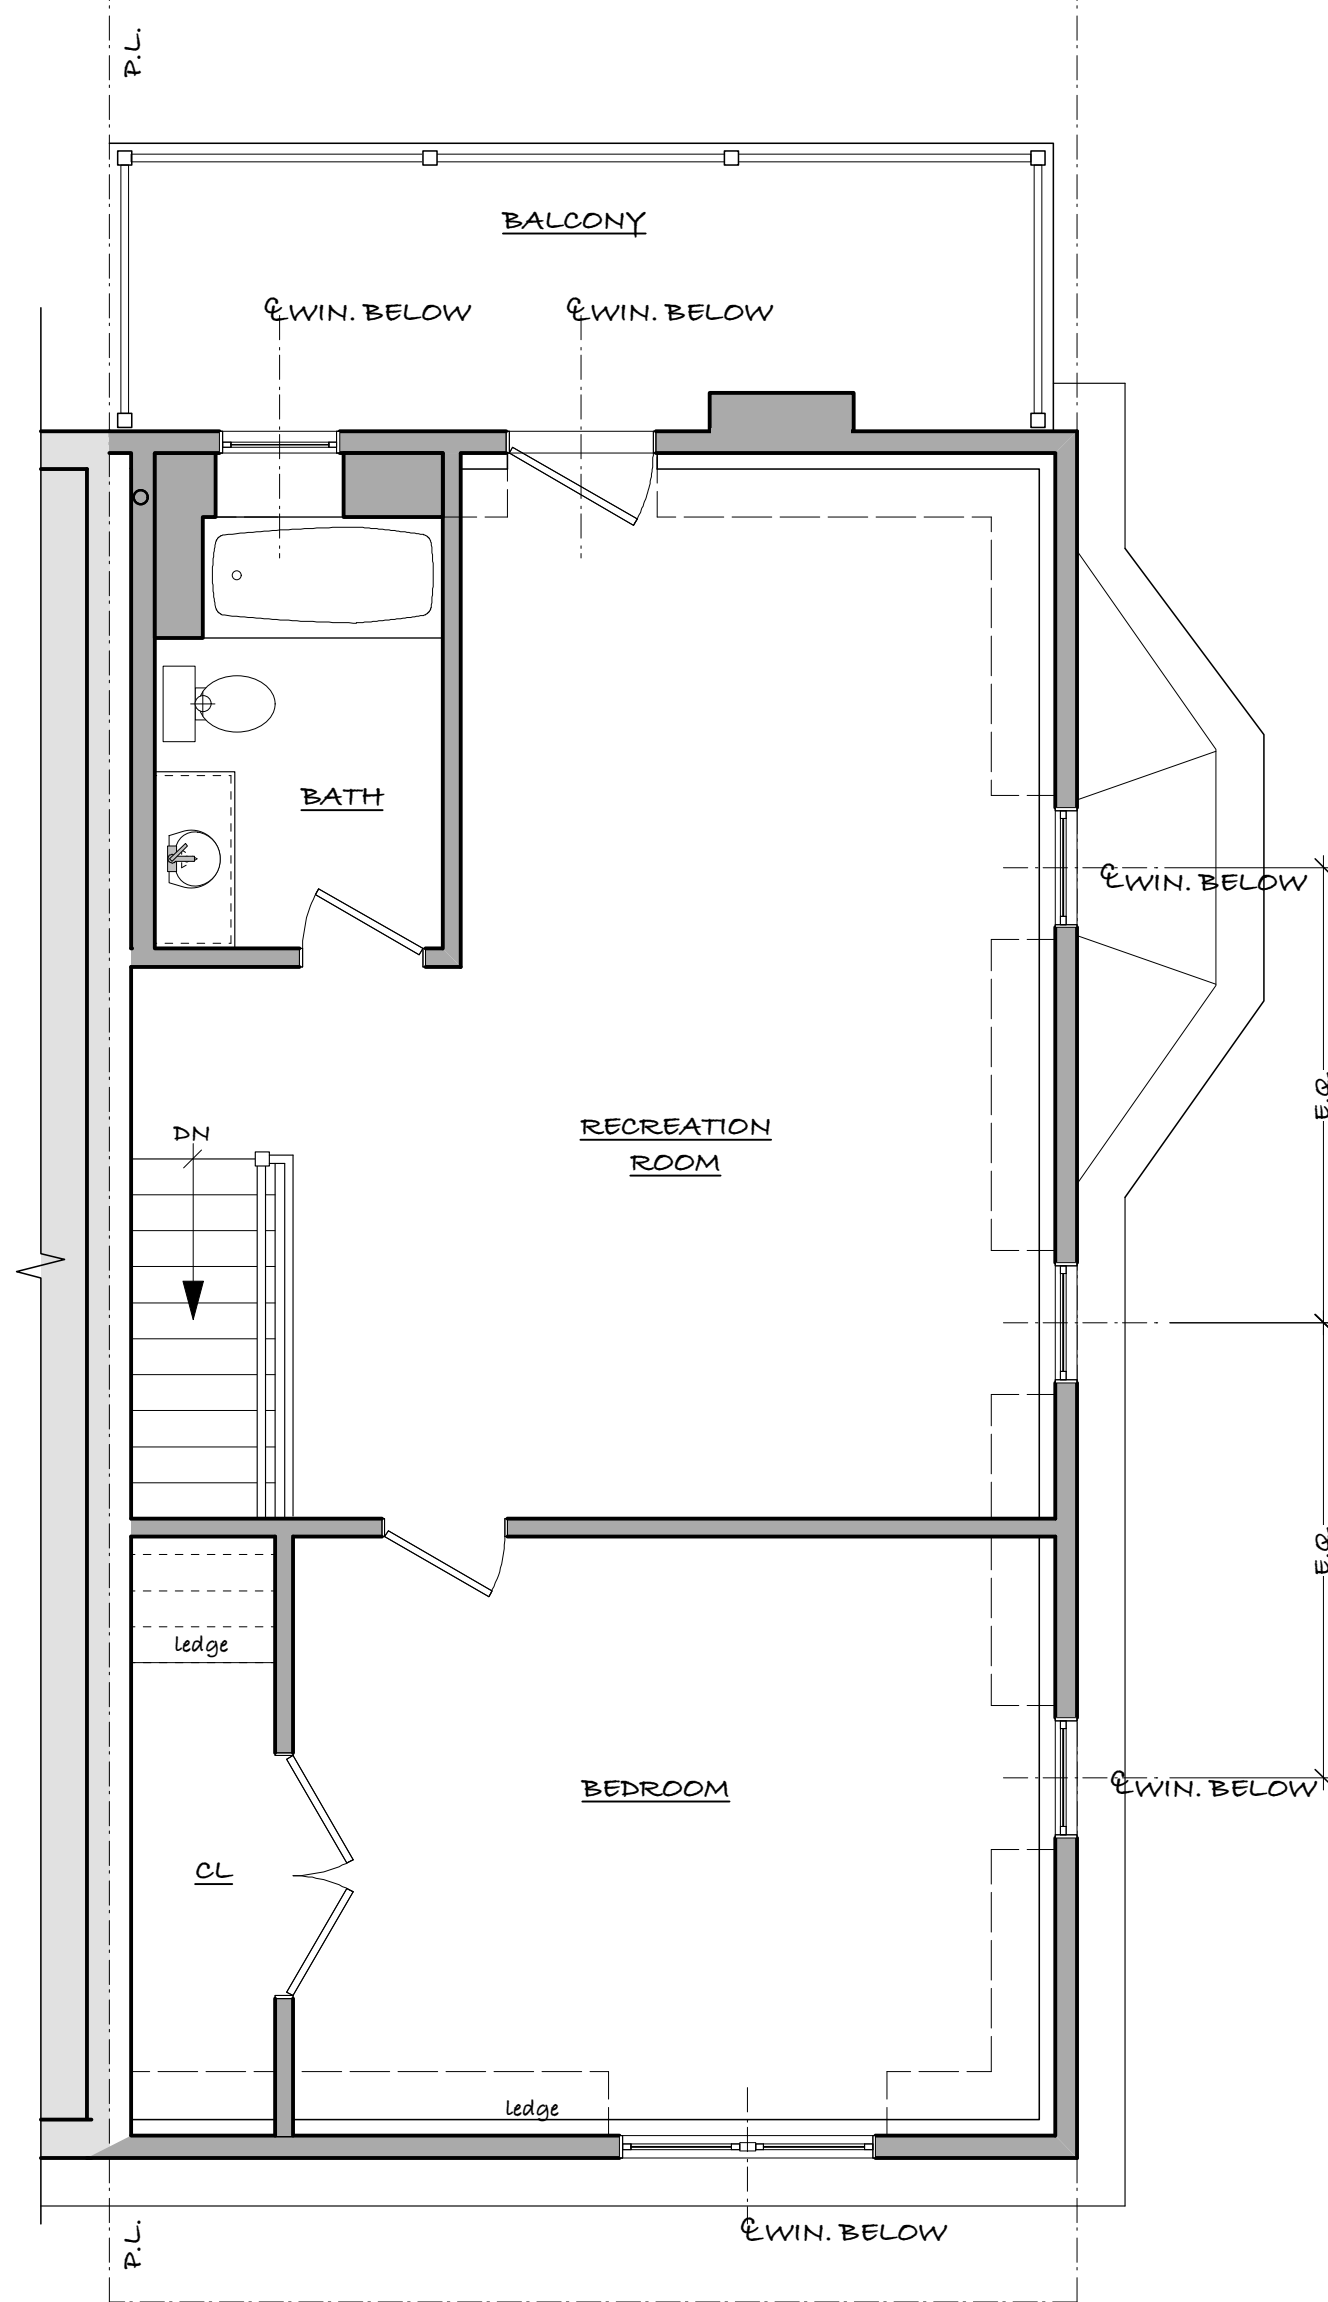 P.L.
BALCONY
℄ WIN. BELOW
℄ WIN. BELOW
BATH
℄ WIN. BELOW
E.Q.
RECREATION
ROOM
DN
E.Q.
ledge
BEDROOM
℄ WIN. BELOW
CL
ledge
P.L.
℄ WIN. BELOW